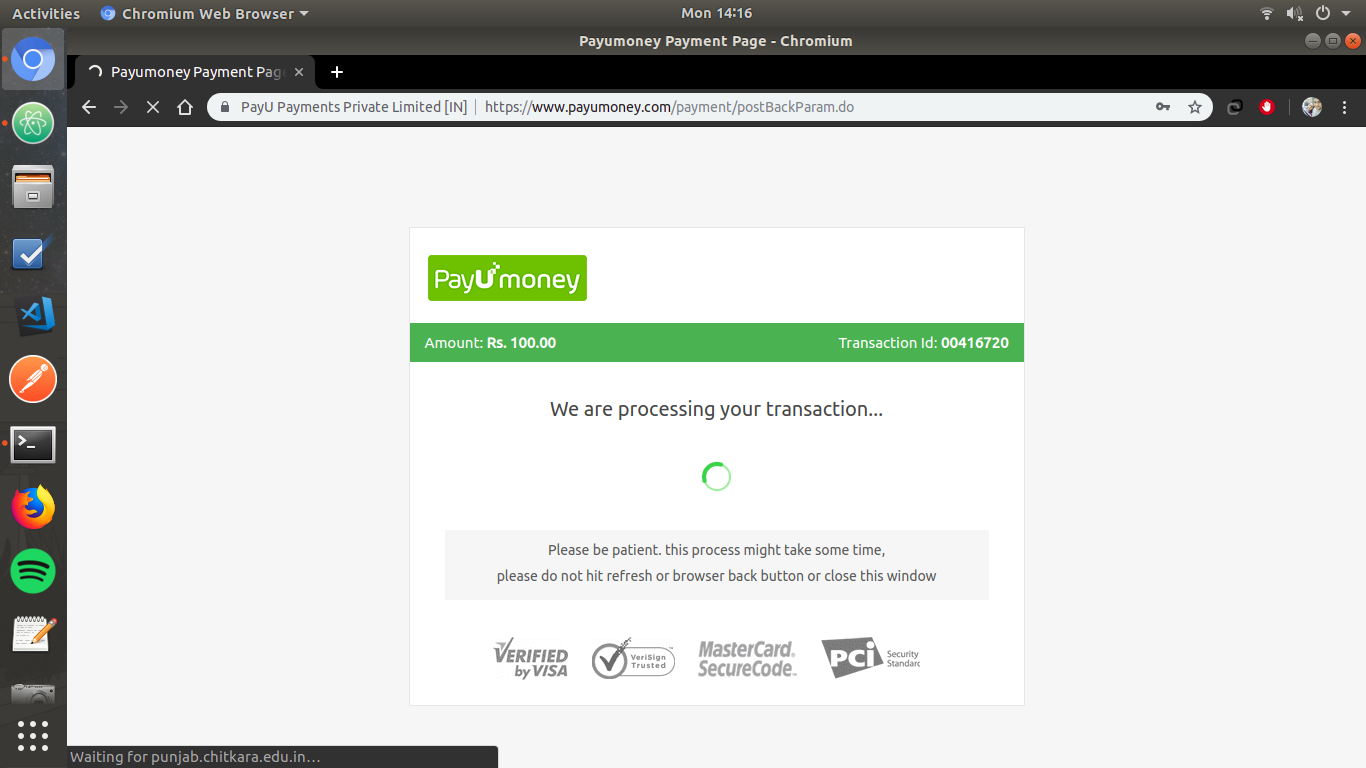 Activities
Chromium Web Browser
Mon 14:16
Payumoney Payment Page - Chromium
Payumoney Payment Pag
PayU Payments Private Limited [IN]
https://www.payumoney.com/payment/postBackParam.do
PayUmoney
Amount: Rs. 100.00
Transaction Id: 00416720
We are processing your transaction...
Please be patient. this process might take some time,
please do not hit refresh or browser back button or close this window
VERIFIED
by VISA
VeriSign
Trusted
MasterCard.
SecureCode.
PCI
Security
Standard
Waiting for punjab.chitkara.edu.in...